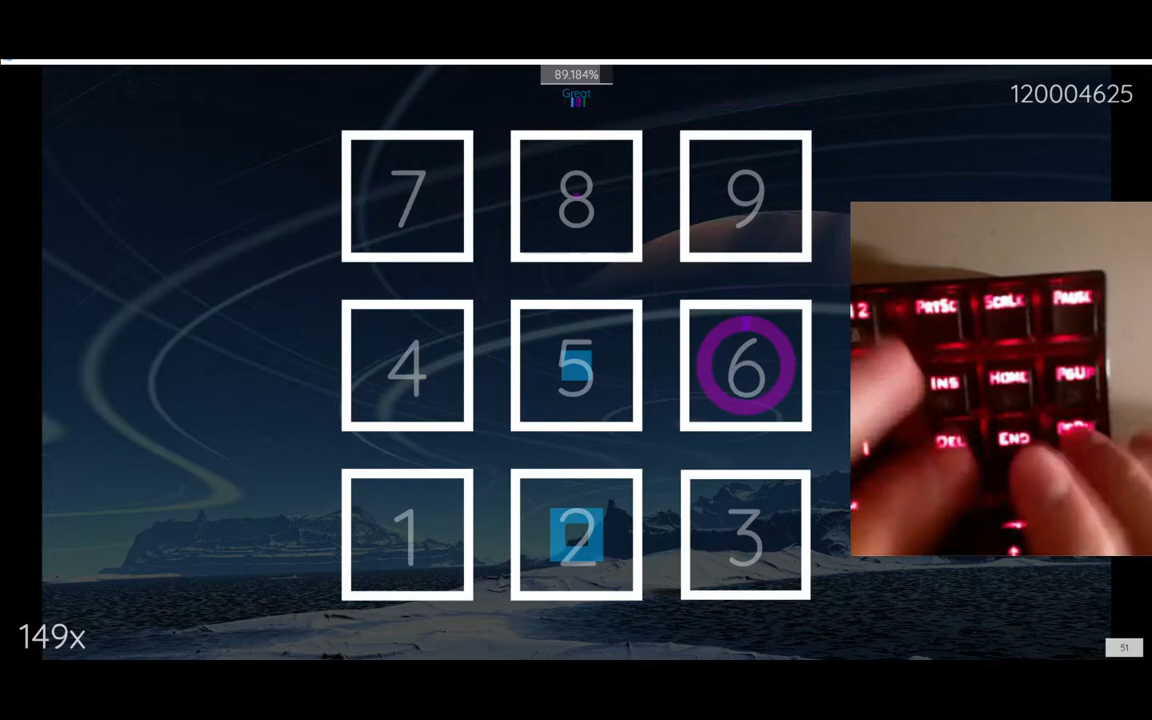 89.184%
Great
120004625
7 8 9
4 5 6
1 2 3
PRTSC SCRLK PAUSE
INS HOME PGUP
DEL END
149x
51